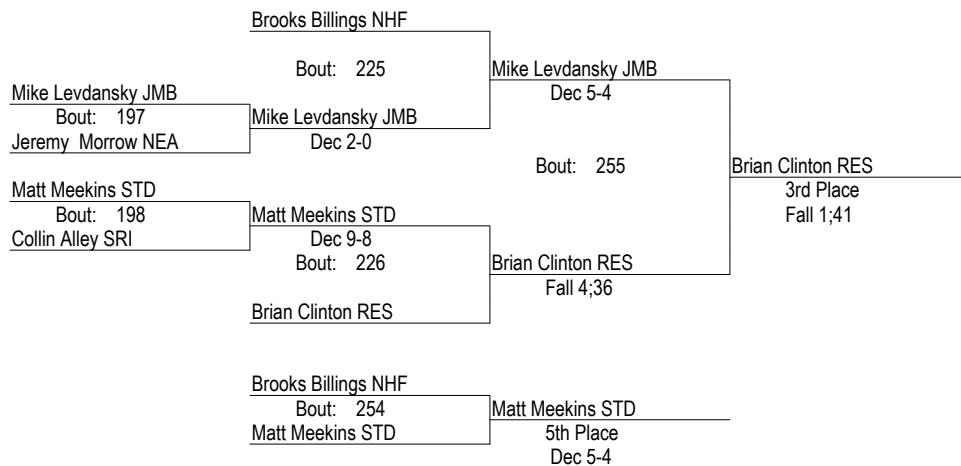 Brooks Billings NHF
Bout: 225
Mike Levdansky JMB
Dec 5-4
Mike Levdansky JMB
Bout: 197
Jeremy Morrow NEA
Mike Levdansky JMB
Dec 2-0
Bout: 255
Brian Clinton RES
3rd Place
Fall 1;41
Matt Meekins STD
Bout: 198
Collin Alley SRI
Matt Meekins STD
Dec 9-8
Bout: 226
Brian Clinton RES
Fall 4;36
Brian Clinton RES
Brooks Billings NHF
Bout: 254
Matt Meekins STD
Matt Meekins STD
5th Place
Dec 5-4